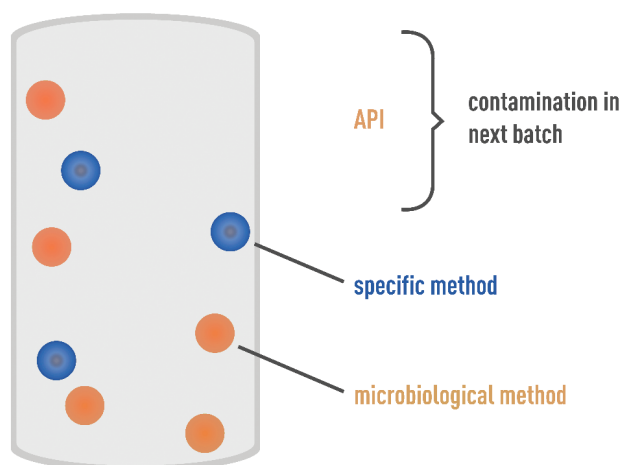 API
contamination in
next batch
specific method
microbiological method